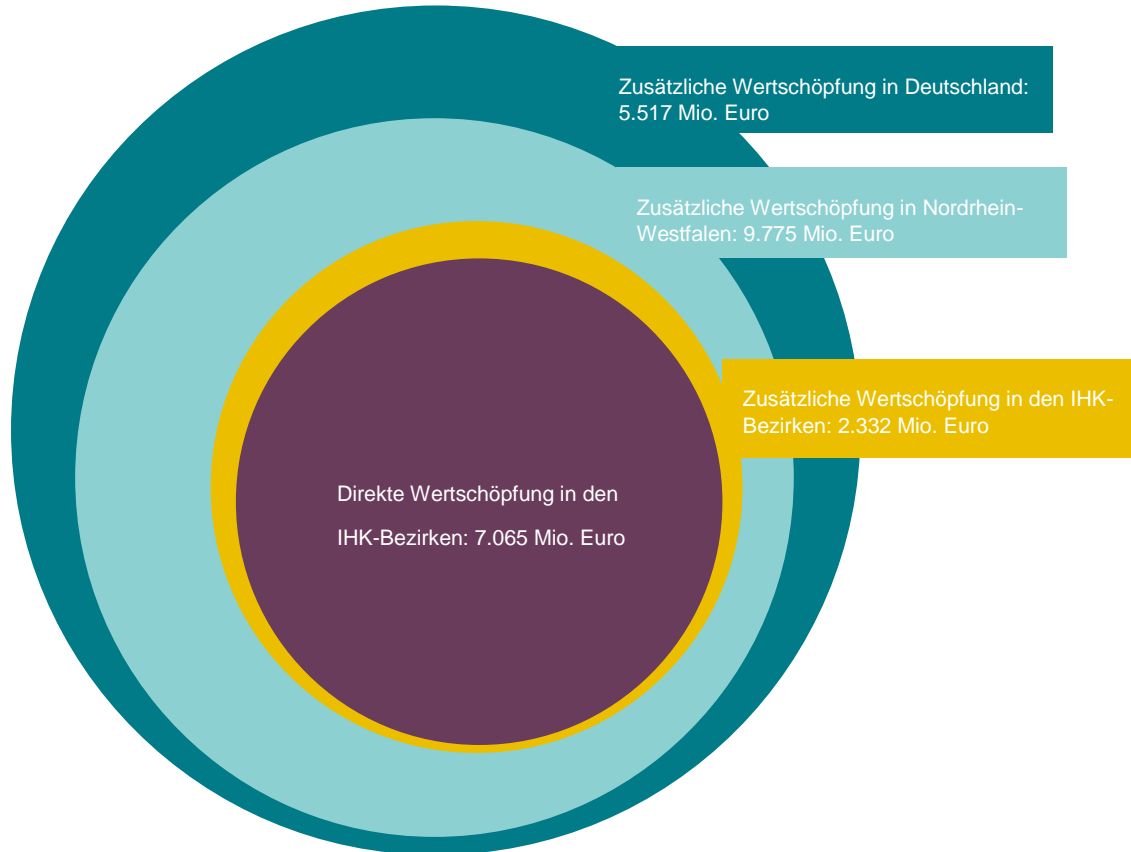 Zusätzliche Wertschöpfung in Deutschland:
5.517 Mio. Euro
Zusätzliche Wertschöpfung in Nordrhein-
Westfalen: 9.775 Mio. Euro
Zusätzliche Wertschöpfung in den IHK-
Bezirken: 2.332 Mio. Euro
Direkte Wertschöpfung in den
IHK-Bezirken: 7.065 Mio. Euro